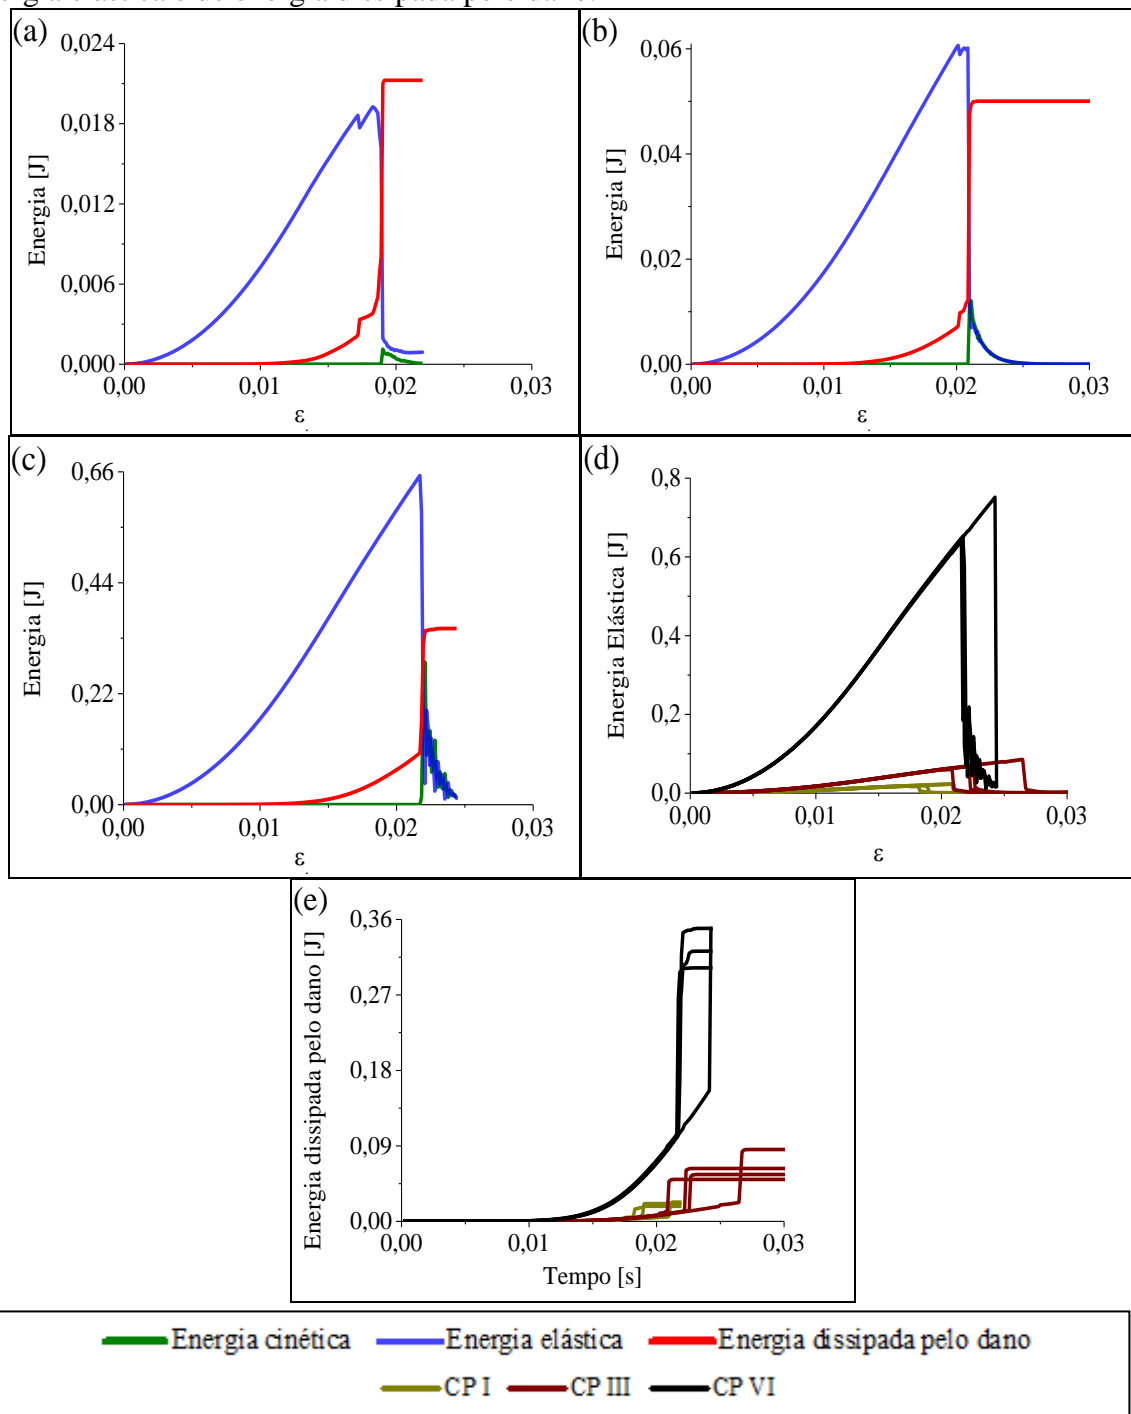 (a)
0,024
0,018
0,012
0,006
0,000
Energia [J]
0,00 0,01 0,02 0,03
ε
(b)
0,06
0,04
0,02
0,00
Energia [J]
0,00 0,01 0,02 0,03
ε
(c)
0,66
0,44
0,22
0,00
Energia [J]
0,00 0,01 0,02 0,03
ε
(d)
0,8
0,6
0,4
0,2
0,0
Energia Elástica [J]
0,00 0,01 0,02 0,03
ε
(e)
0,36
0,27
0,18
0,09
0,00
Energia dissipada pelo dano [J]
0,00 0,01 0,02 0,03
Tempo [s]
Energia cinética Energia elástica Energia dissipada pelo dano
CP I CP III CP VI